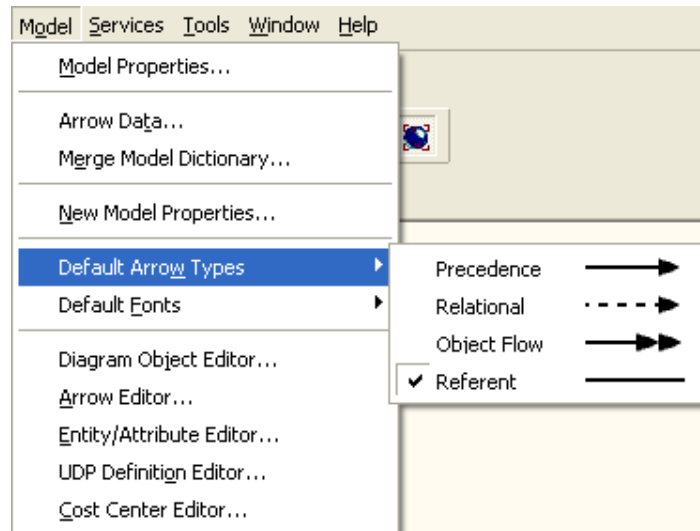 Model Services Tools Window Help
Model Properties...
Arrow Data...
Merge Model Dictionary...
New Model Properties...
Default Arrow Types
Default Fonts
Diagram Object Editor...
Arrow Editor...
Entity/Attribute Editor...
UDP Definition Editor...
Cost Center Editor...
Precedence
Relational
Object Flow
Referent